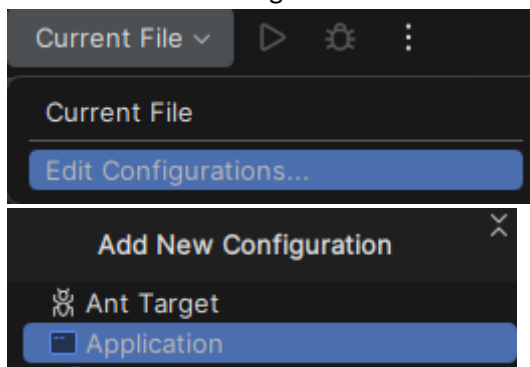 Current File
Current File
Edit Configurations...
Add New Configuration
Ant Target
Application